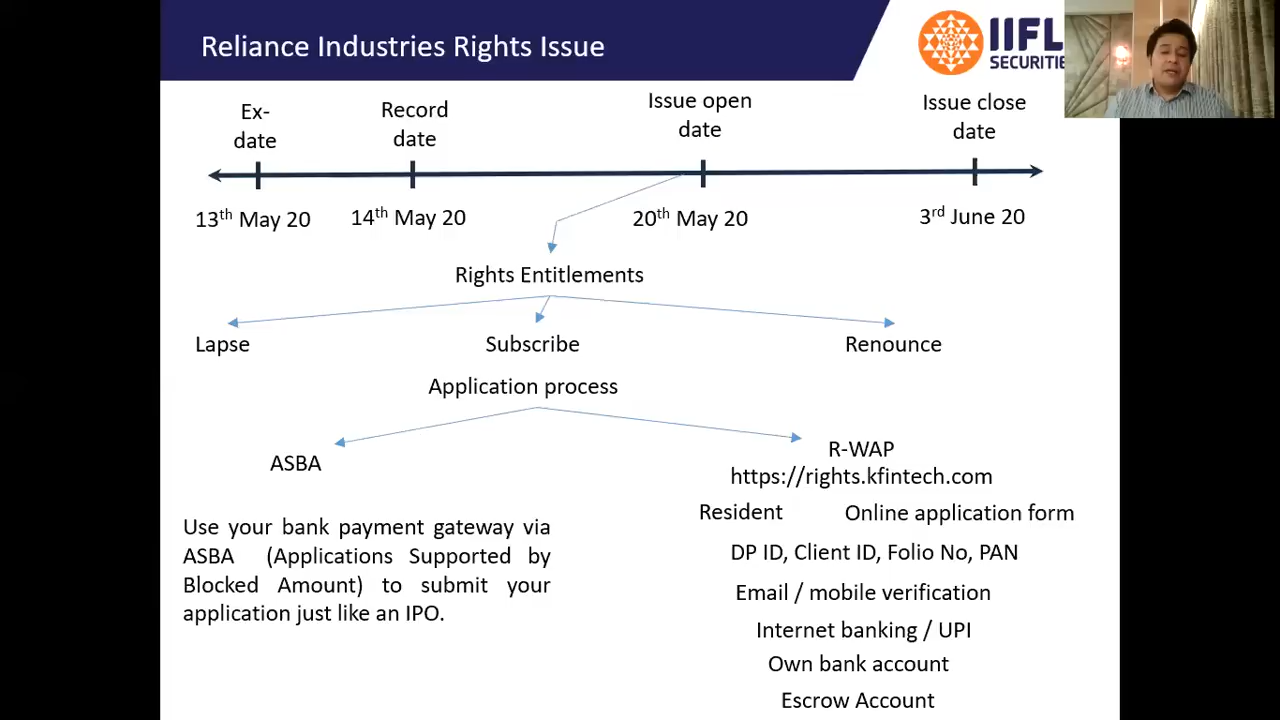 Reliance Industries Rights Issue
IIFL
SECURITIE
Ex-
date
Record
date
Issue open
date
Issue close
date
13th May 20
14th May 20
20th May 20
3rd June 20
Rights Entitlements
Lapse
Subscribe
Renounce
Application process
ASBA
R-WAP
https://rights.kfintech.com
Resident
Online application form
Use your bank payment gateway via
ASBA (Applications Supported by
Blocked Amount) to submit your
application just like an IPO.
DP ID, Client ID, Folio No, PAN
Email / mobile verification
Internet banking / UPI
Own bank account
Escrow Account